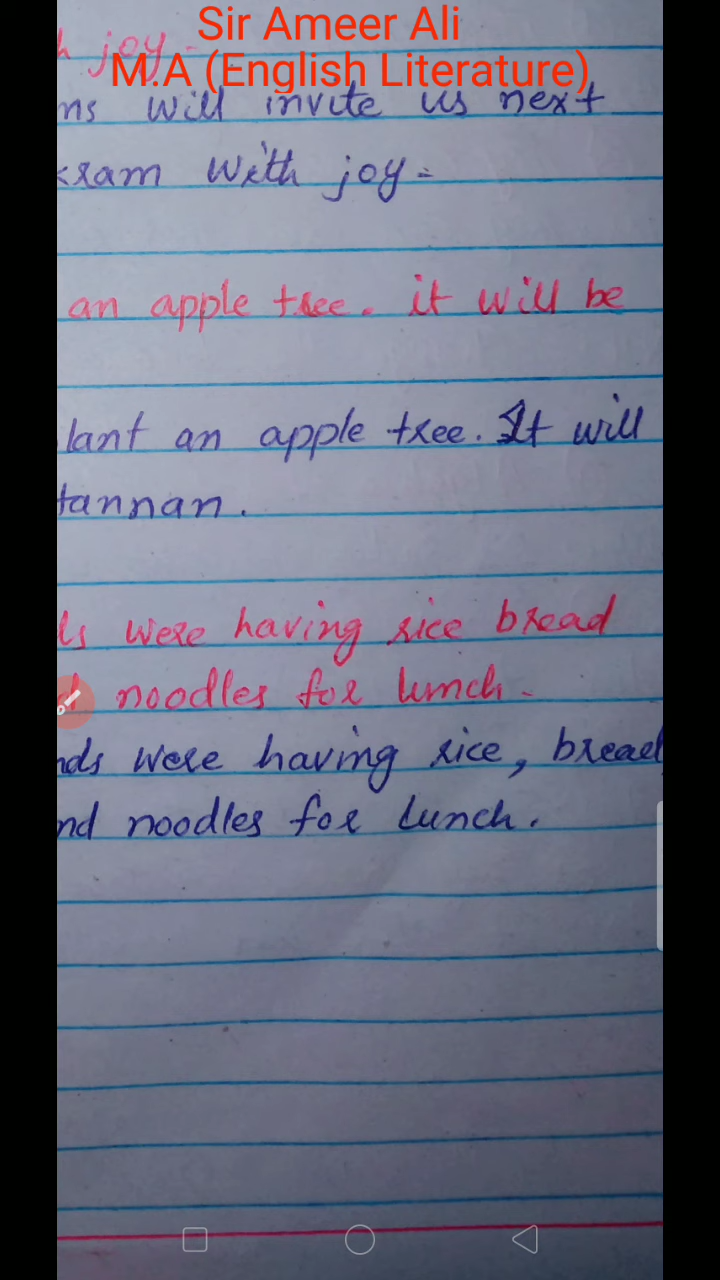 h joy.
Sir Ameer Ali
M.A (English Literature)
ns will invite us next
kram with joy.
an apple tree. it will be
lant an apple tree. It will
tannan.
ls were having rice bread
d noodles for lunch.
nds were having rice, bread
nd noodles for lunch.